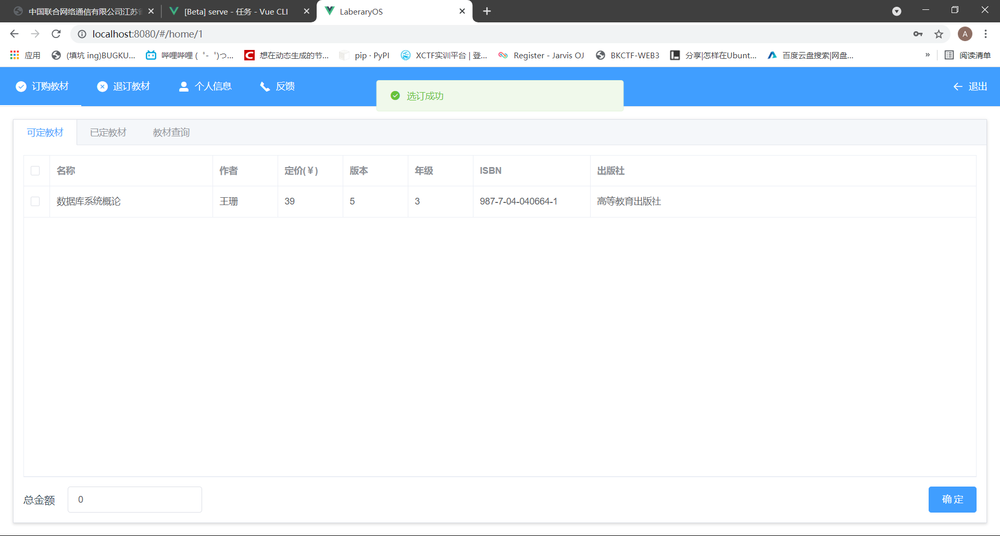 中国联合网络通信有限公司江苏省
[Beta] serve - 任务 - Vue CLI
LaberaryOS
localhost:8080/#/home/1
A
应用
(填坑 ing)BUGKU...
哔哩哔哩 (゜-゜)つ...
想在动态生成的节...
pip · PyPI
XCTF实训平台 | 登...
Register - Jarvis OJ
BKCTF-WEB3
分享|怎样在Ubunt...
百度云盘搜索|网盘...
»
阅读清单
订购教材
退订教材
个人信息
反馈
选订成功
退出
可定教材
已定教材
教材查询
名称 作者 定价(￥) 版本 年级 ISBN 出版社
数据库系统概论 王珊 39 5 3 987-7-04-040664-1 高等教育出版社
总金额 0
确 定